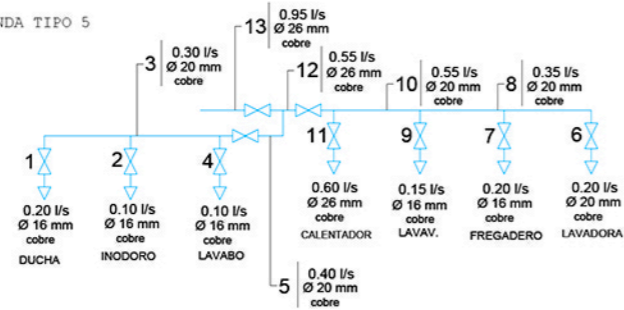 NDA TIPO 5
13
0.95 l/s
Ø 26 mm
cobre
3
0.30 l/s
Ø 20 mm
cobre
12
0.55 l/s
Ø 26 mm
cobre
10
0.55 l/s
Ø 20 mm
cobre
8
0.35 l/s
Ø 20 mm
cobre
1
2
4
11
9
7
6
0.20 l/s
Ø 16 mm
cobre
DUCHA
0.10 l/s
Ø 16 mm
cobre
INODORO
0.10 l/s
Ø 16 mm
cobre
LAVABO
0.60 l/s
Ø 26 mm
cobre
CALENTADOR
0.15 l/s
Ø 16 mm
cobre
LAVAV.
0.20 l/s
Ø 16 mm
cobre
FREGADERO
0.20 l/s
Ø 20 mm
cobre
LAVADORA
5
0.40 l/s
Ø 20 mm
cobre